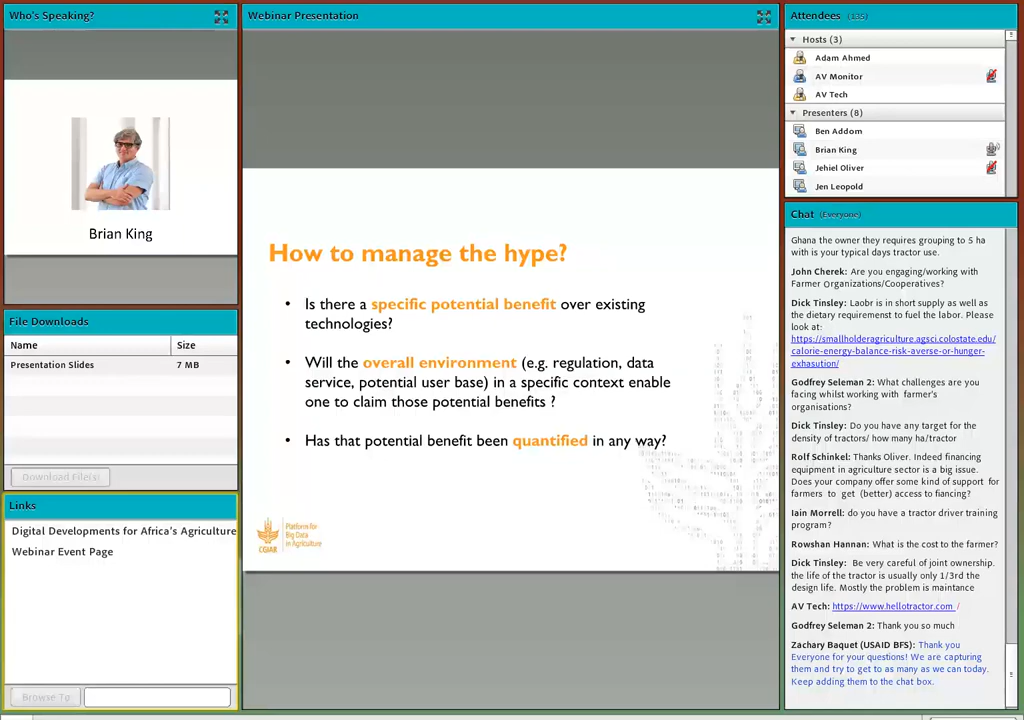 Who's Speaking?
Brian King
File Downloads
Name Size
Presentation Slides 7 MB
Download File(s)
Links
Digital Developments for Africa's Agriculture
Webinar Event Page
Browse To
Webinar Presentation
How to manage the hype?
• Is there a specific potential benefit over existing
technologies?
• Will the overall environment (e.g. regulation, data
service, potential user base) in a specific context enable
one to claim those potential benefits ?
• Has that potential benefit been quantified in any way?
CGIAR
Platform for
Big Data
in Agriculture
Attendees (135)
Hosts (3)
Adam Ahmed
AV Monitor
AV Tech
Presenters (8)
Ben Addom
Brian King
Jehiel Oliver
Jen Leopold
Chat (Everyone)
Ghana the owner they requires grouping to 5 ha
with is your typical days tractor use.
John Cherek: Are you engaging/working with
Farmer Organizations/Cooperatives?
Dick Tinsley: Laobr is in short supply as well as
the dietary requiremenst to fuel the labor. Please
look at:
https://smallholderagriculture.agsci.colostate.edu/
calorie-energy-balance-risk-averse-or-hunger-
exhasution/
Godfrey Seleman 2: What challenges are you
facing whilst working with farmer's
organisations?
Dick Tinsley: Do you have any target for the
density of tractors/ how many ha/tractor
Rolf Schinkel: Thanks Oliver. Indeed financing
equipment in agriculture sector is a big issue.
Does your company offer some kind of support for
farmers to get (better) access to fiancing?
Iain Morrell: do you have a tractor driver training
program?
Rowshan Hannan: What is the cost to the farmer?
Dick Tinsley: Be very careful of joint ownership.
the life of the tractor is usually only 1/3rd the
design life. Mostly the problem is maintance
AV Tech: https://www.hellotractor.com /
Godfrey Seleman 2: Thank you so much
Zachary Baquet (USAID BFS): Thank you
Everyone for your questions! We are capturing
them and try to get to as many as we can today.
Keep adding them to the chat box.